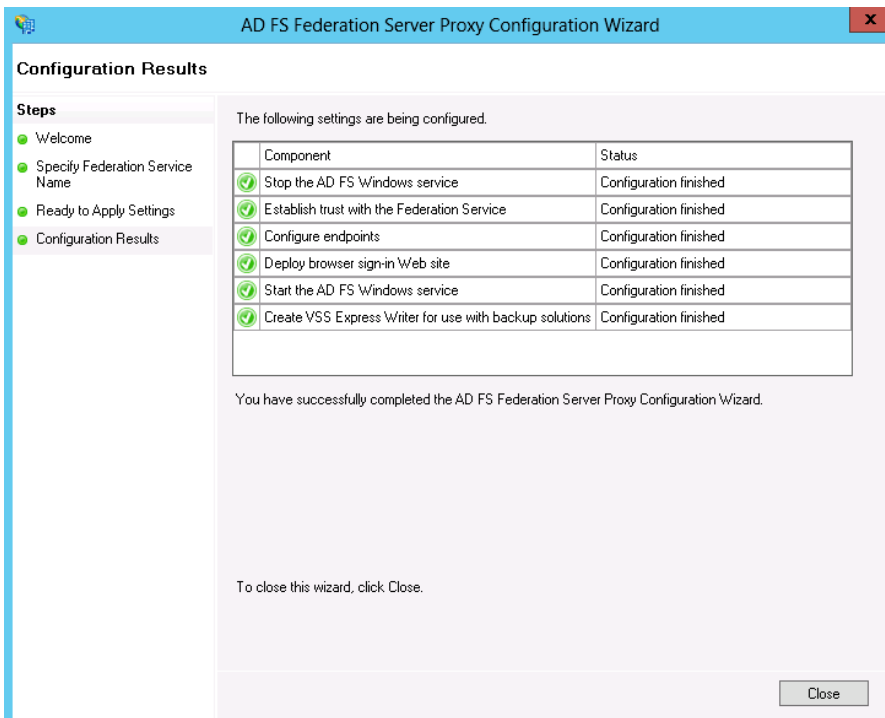 AD FS Federation Server Proxy Configuration Wizard
x
Configuration Results
Steps
Welcome
Specify Federation Service
Name
Ready to Apply Settings
Configuration Results
The following settings are being configured.
Component Status
Stop the AD FS Windows service Configuration finished
Establish trust with the Federation Service Configuration finished
Configure endpoints Configuration finished
Deploy browser sign-in Web site Configuration finished
Start the AD FS Windows service Configuration finished
Create VSS Express Writer for use with backup solutions Configuration finished
You have successfully completed the AD FS Federation Server Proxy Configuration Wizard.
To close this wizard, click Close.
Close